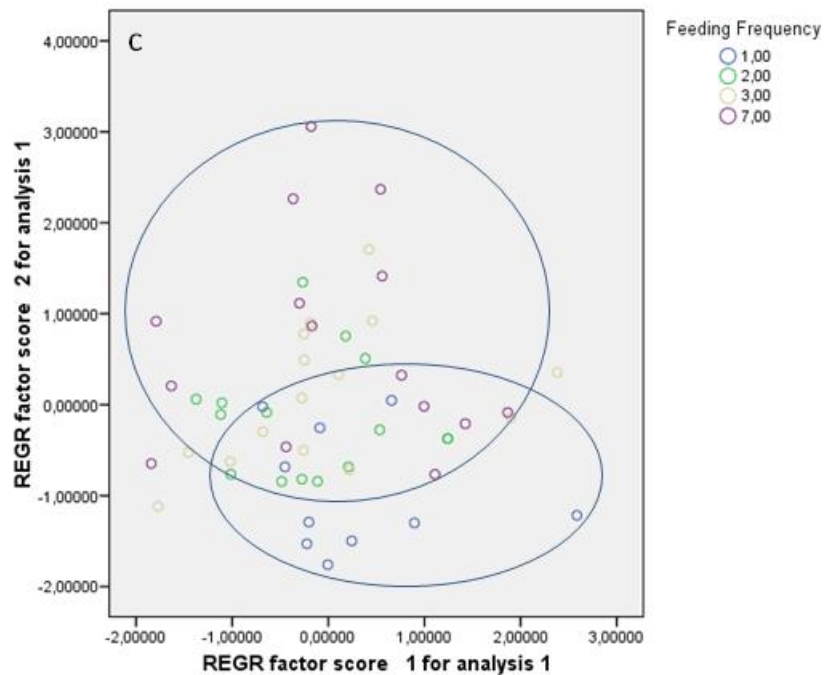 C
Feeding Frequency
1,00
2,00
3,00
7,00
REGR factor score 2 for analysis 1
4,00000
3,00000
2,00000
1,00000
0,00000
-1,00000
-2,00000
-2,00000 -1,00000 0,00000 1,00000 2,00000 3,00000
REGR factor score 1 for analysis 1